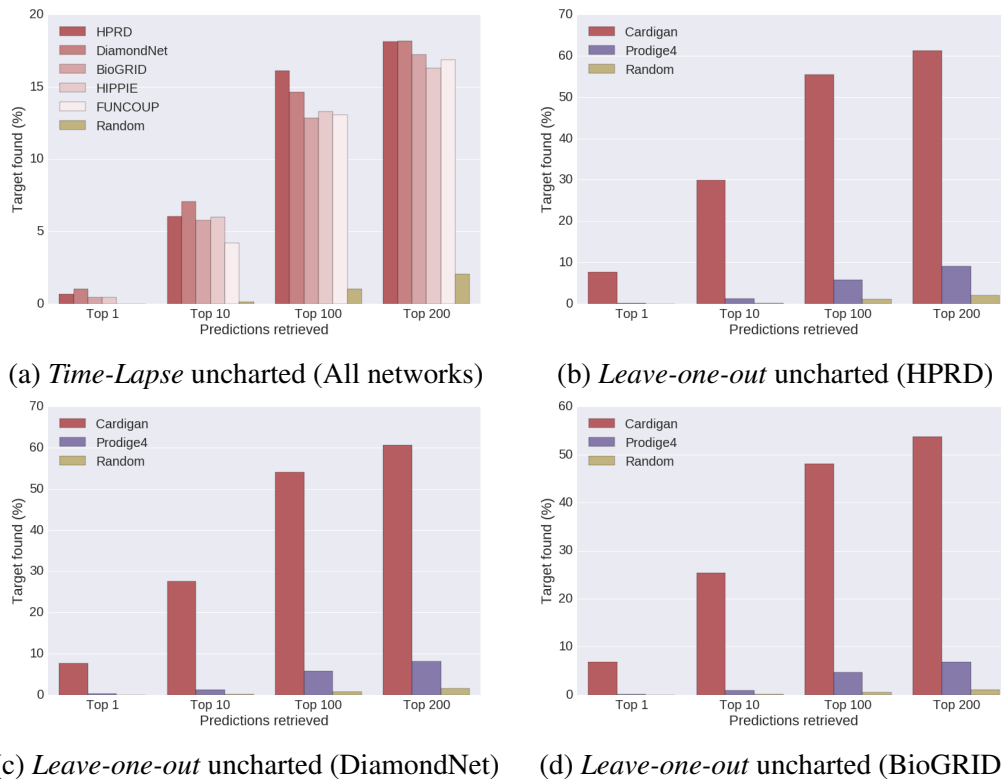 20
15
10
5
0
Target found (%)
HPRD
DiamondNet
BioGRID
HIPPIE
FUNCOUP
Random
Top 1 Top 10 Top 100 Top 200
Predictions retrieved
(a) Time-Lapse uncharted (All networks)
70
60
50
40
30
20
10
0
Target found (%)
Cardigan
Prodige4
Random
Top 1 Top 10 Top 100 Top 200
Predictions retrieved
(b) Leave-one-out uncharted (HPRD)
70
60
50
40
30
20
10
0
Target found (%)
Cardigan
Prodige4
Random
Top 1 Top 10 Top 100 Top 200
Predictions retrieved
c) Leave-one-out uncharted (DiamondNet)
60
50
40
30
20
10
0
Target found (%)
Cardigan
Prodige4
Random
Top 1 Top 10 Top 100 Top 200
Predictions retrieved
(d) Leave-one-out uncharted (BioGRID